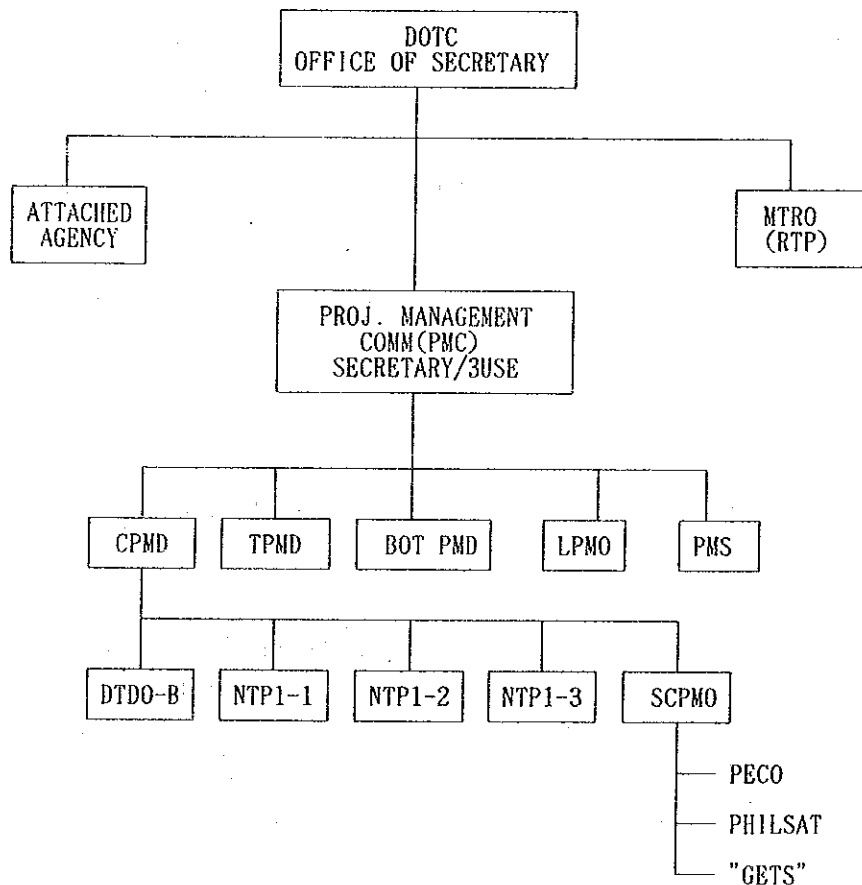 DOTC
OFFICE OF SECRETARY
ATTACHED
AGENCY
MTRO
(RTP)
PROJ. MANAGEMENT
COMM(PMC)
SECRETARY/3USE
CPMD
TPMD
BOT PMD
LPMO
PMS
DTDO-B
NTP1-1
NTP1-2
NTP1-3
SCPMO
PECO
PHILSAT
"GETS"